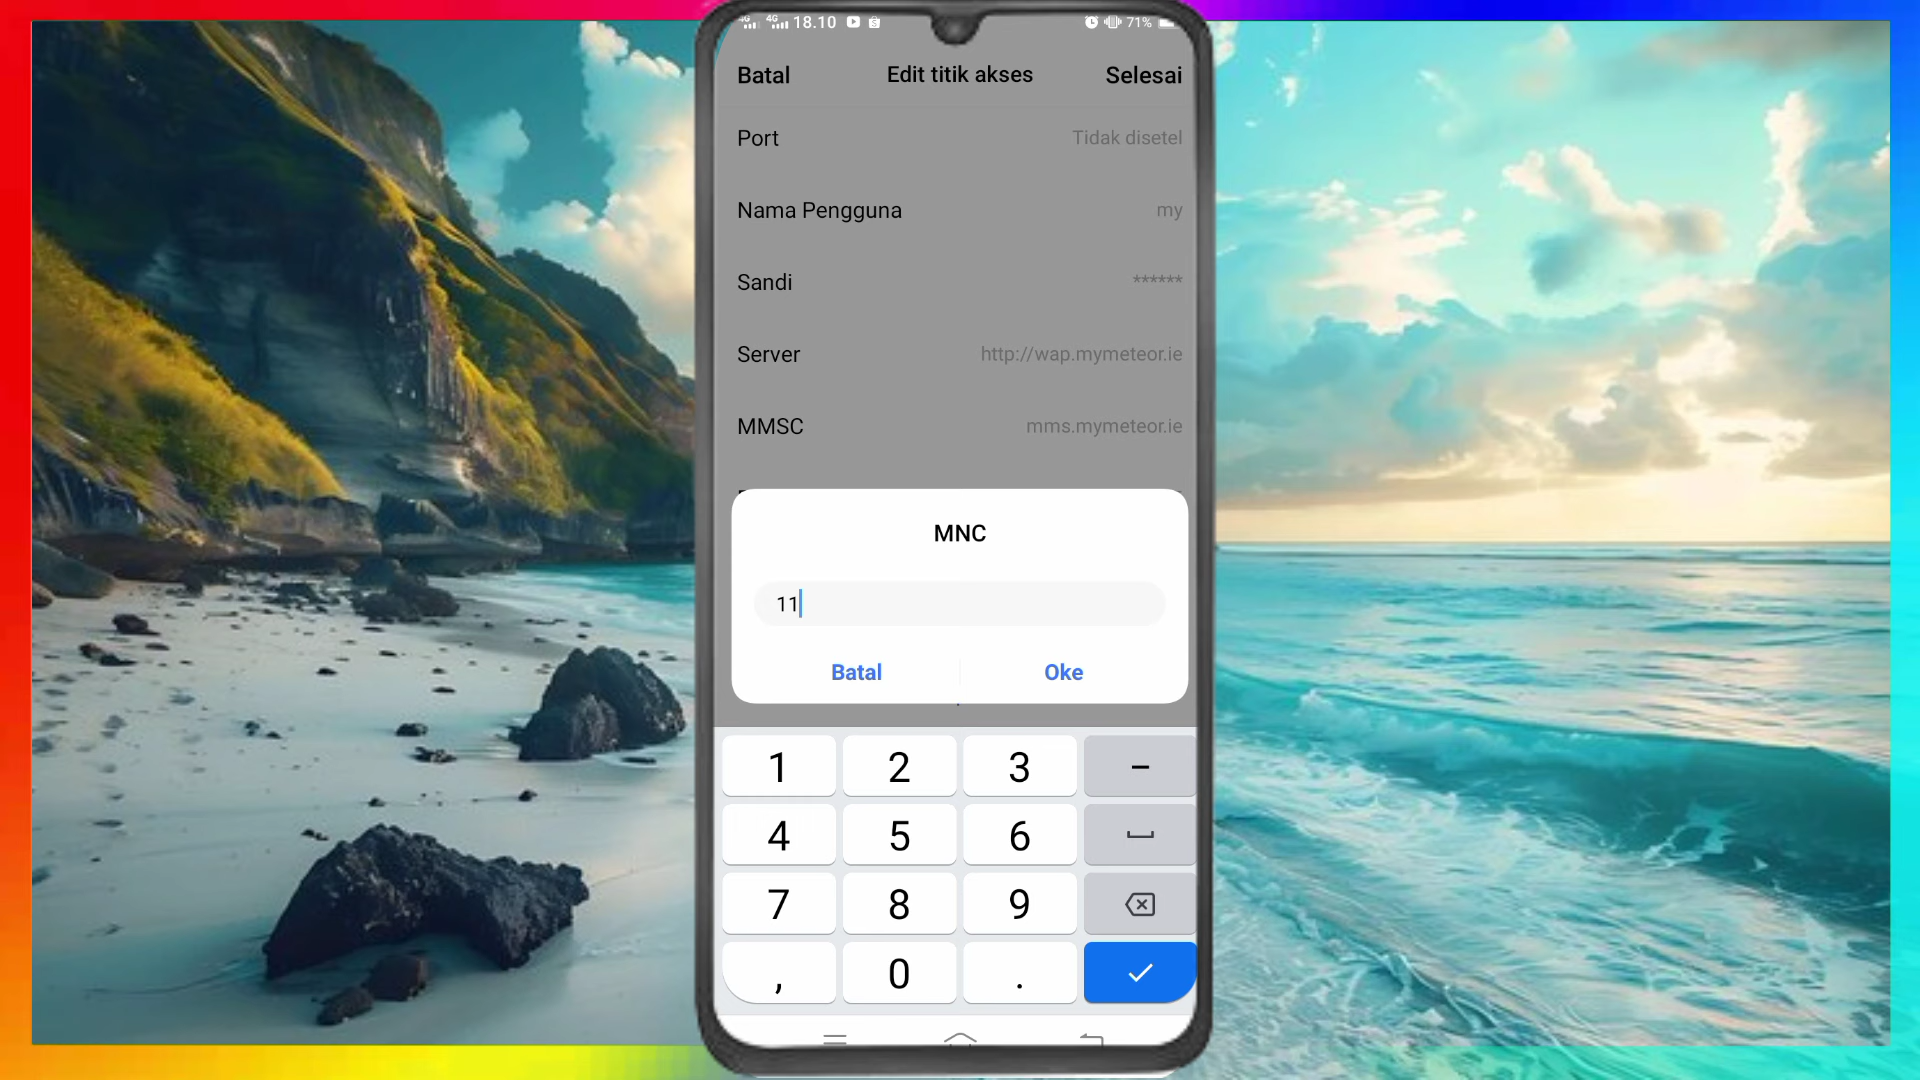 4G 4G 18.10 71%
Batal Edit titik akses Selesai
Port Tidak disetel
Nama Pengguna my
Sandi ******
Server http://wap.mymeteor.ie
MMSC mms.mymeteor.ie
MNC
11
Batal Oke
1 2 3 -
4 5 6
7 8 9
, 0 .